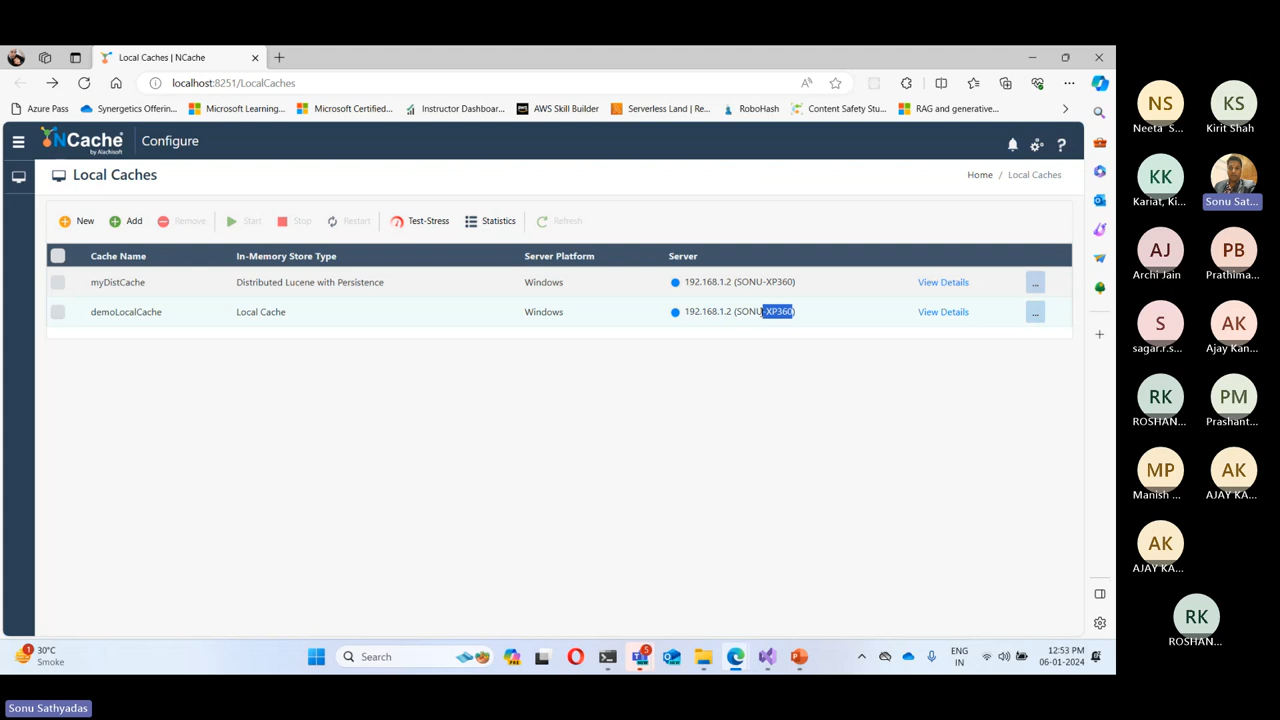 Local Caches | NCache
localhost:8251/LocalCaches
Azure Pass
Synergetics Offerin...
Microsoft Learning...
Microsoft Certified...
Instructor Dashboar...
AWS Skill Builder
Serverless Land | Re...
RoboHash
Content Safety Stu...
RAG and generative...
NCache
by Alachisoft
Configure
Local Caches
Home / Local Caches
New
Add
Remove
Start
Stop
Restart
Test-Stress
Statistics
Refresh
Cache Name In-Memory Store Type Server Platform Server
myDistCache Distributed Lucene with Persistence Windows 192.168.1.2 (SONU-XP360) View Details ...
demoLocalCache Local Cache Windows 192.168.1.2 (SONU-XP360) View Details ...
1
30°C
Smoke
Search
5
ENG
IN
12:53 PM
06-01-2024
NS
Neeta S...
KS
Kirit Shah
KK
Kariat, Ki...
Sonu Sat...
AJ
Archi Jain
PB
Prathima...
S
sagar.r.s...
AK
Ajay Kan...
RK
ROSHAN...
PM
Prashant...
MP
Manish ...
AK
AJAY KA...
AK
AJAY KA...
RK
ROSHAN...
Sonu Sathyadas